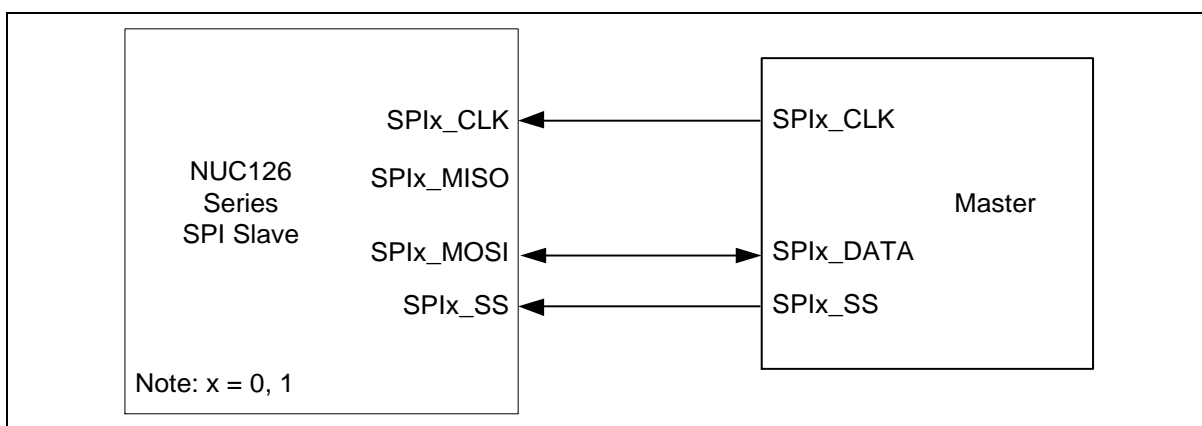 NUC126
Series
SPI Slave
SPIx_CLK
SPIx_MISO
SPIx_MOSI
SPIx_SS
Note: x = 0, 1
SPIx_CLK
SPIx_DATA
SPIx_SS
Master